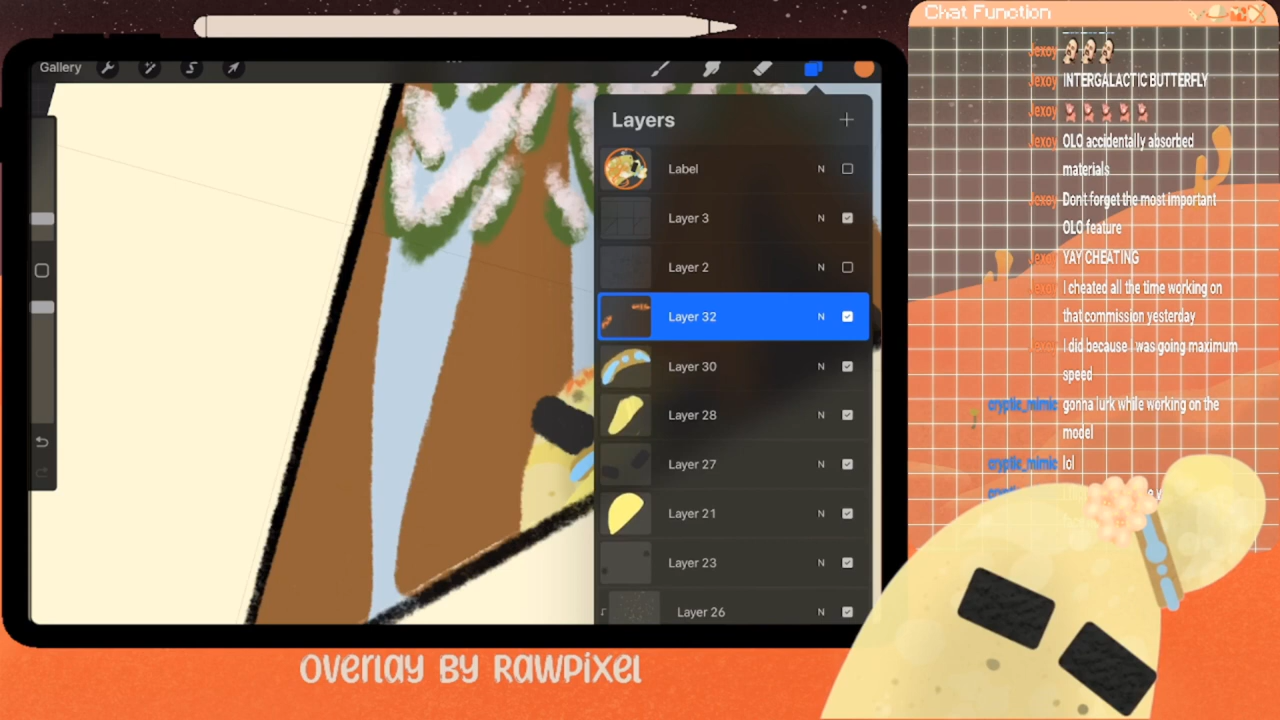 Chat Function
Gallery
Layers
Label N
Layer 3 N
Layer 2 N
Layer 32 N
Layer 30 N
Layer 28 N
Layer 27 N
Layer 21 N
Layer 23 N
Layer 26 N
Jexoy
Jexoy INTERGALACTIC BUTTERFLY
Jexoy
Jexoy OLO accidentally absorbed
materials
Jexoy Dont forget the most important
OLO feature
Jexoy YAY CHEATING
Jexoy I cheated all the time working on
that commission yesterday
Jexoy I did because I was going maximum
speed
cryptic_mimic gonna lurk while working on the
model
cryptic_mimic lol
OVERLAY BY RAWPIXEL